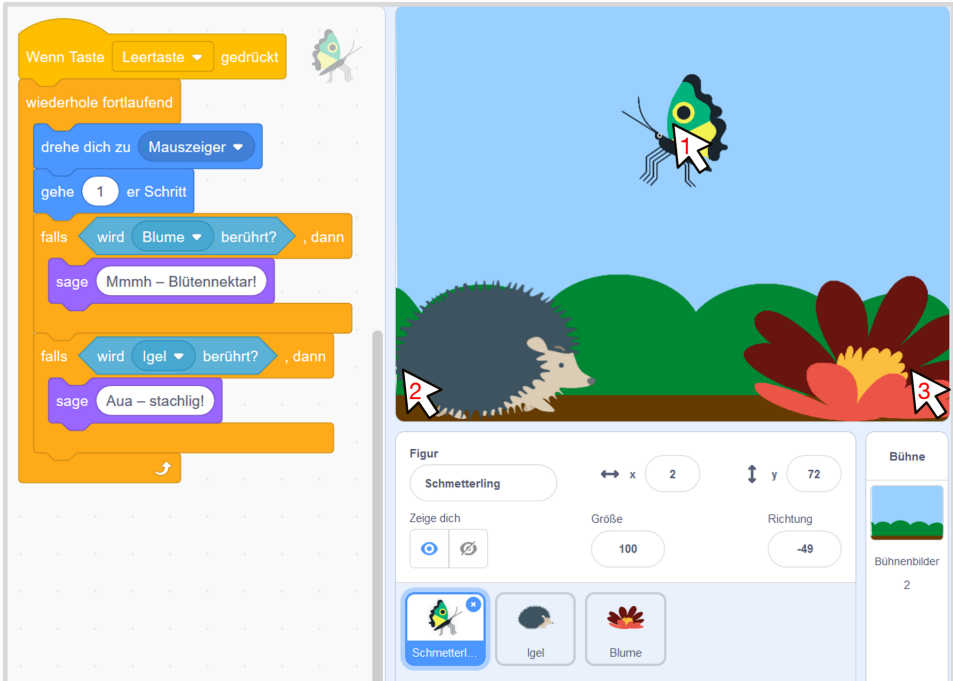 Wenn Taste Leertaste gedrückt
wiederhole fortlaufend
drehe dich zu Mauszeiger
gehe 1 er Schritt
falls wird Blume berührt? , dann
sage Mmmh – Blütennektar!
falls wird Igel berührt? , dann
sage Aua – stachlig!
1
2
3
Figur
Schmetterling
x 2
y 72
Zeige dich
Größe
100
Richtung
-49
Schmetterl...
Igel
Blume
Bühne
Bühnenbilder
2